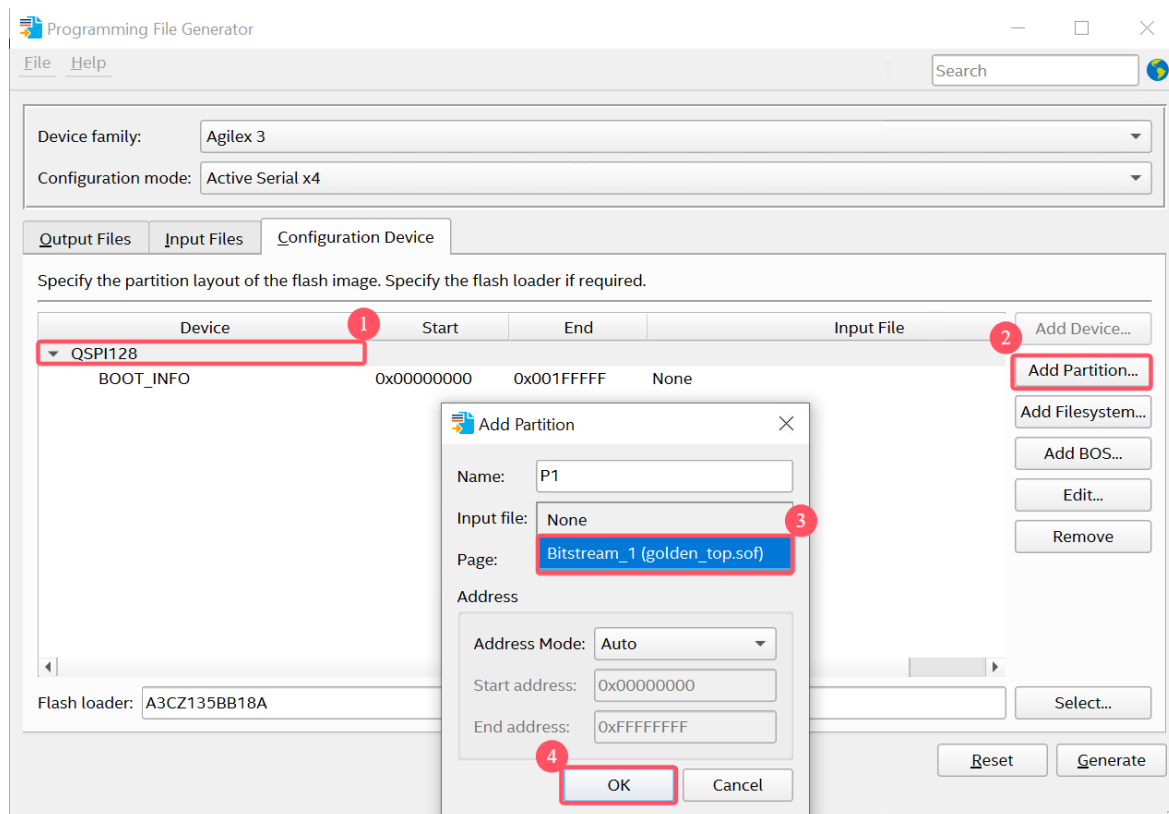 Programming File Generator
File Help
Search
Device family: Agilex 3
Configuration mode: Active Serial x4
Output Files Input Files Configuration Device
Specify the partition layout of the flash image. Specify the flash loader if required.
Device 1 Start End Input File 2 Add Device...
QSPI128
Add Partition...
BOOT_INFO 0x00000000 0x001FFFFF None
Add Filesystem...
Add BOS...
Edit...
Remove
Add Partition
Name: P1
Input file: None 3
Bitstream_1 (golden_top.sof)
Page:
Address
Address Mode: Auto
Start address: 0x00000000
End address: 0xFFFFFFFF
4
OK Cancel
Flash loader: A3CZ135BB18A Select...
Reset Generate